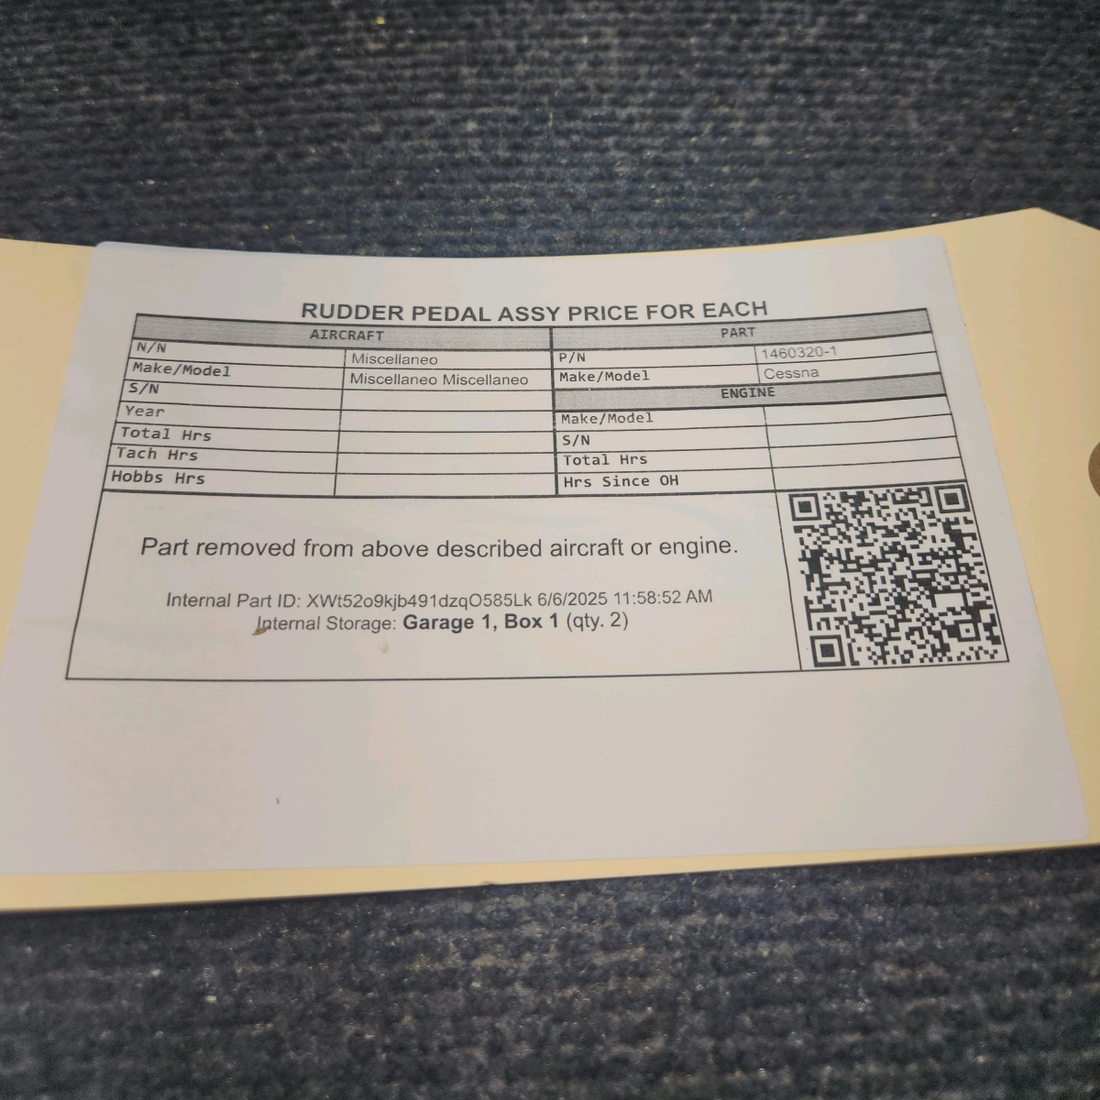 RUDDER PEDAL ASSY PRICE FOR EACH
AIRCRAFT
N/N Miscellaneo
Make/Model Miscellaneo Miscellaneo
S/N
Year
Total Hrs
Tach Hrs
Hobbs Hrs
PART
P/N 1460320-1
Make/Model Cessna
ENGINE
Make/Model
S/N
Total Hrs
Hrs Since OH
Part removed from above described aircraft or engine.
Internal Part ID: XWt52o9kjb491dzqO585Lk 6/6/2025 11:58:52 AM
Internal Storage: Garage 1, Box 1 (qty. 2)